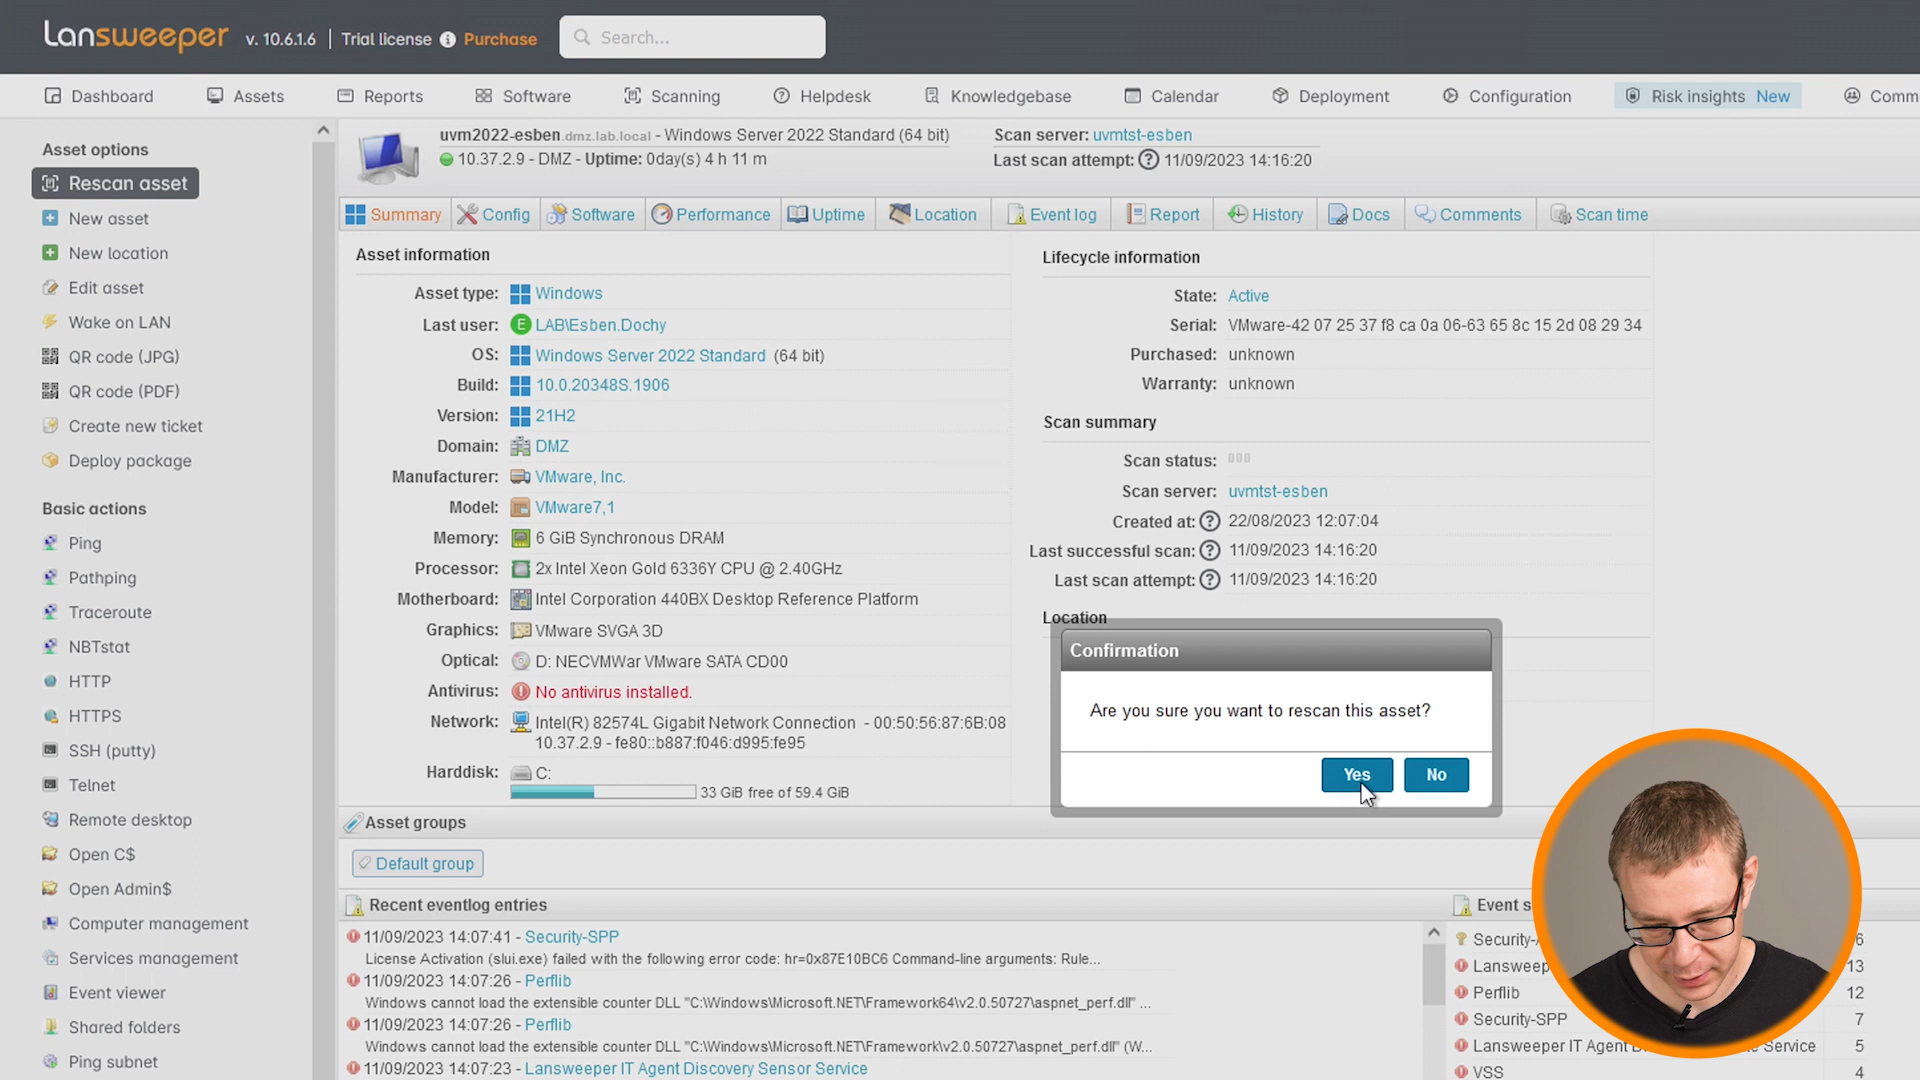 Lansweeper v. 10.6.1.6 | Trial license Purchase Search...
Dashboard Assets Reports Software Scanning Helpdesk Knowledgebase Calendar Deployment Configuration Risk insights New Comm
Asset options
Rescan asset
New asset
New location
Edit asset
Wake on LAN
QR code (JPG)
QR code (PDF)
Create new ticket
Deploy package
Basic actions
Ping
Pathping
Traceroute
NBTstat
HTTP
HTTPS
SSH (putty)
Telnet
Remote desktop
Open C$
Open Admin$
Computer management
Services management
Event viewer
Shared folders
Ping subnet
uvm2022-esben.dmz.lab.local - Windows Server 2022 Standard (64 bit)
10.37.2.9 - DMZ - Uptime: 0day(s) 4 h 11 m
Scan server: uvmtst-esben
Last scan attempt: ? 11/09/2023 14:16:20
Summary Config Software Performance Uptime Location Event log Report History Docs Comments Scan time
Asset information
Asset type: Windows
Last user: E LAB\Esben.Dochy
OS: Windows Server 2022 Standard (64 bit)
Build: 10.0.20348S.1906
Version: 21H2
Domain: DMZ
Manufacturer: VMware, Inc.
Model: VMware7,1
Memory: 6 GiB Synchronous DRAM
Processor: 2x Intel Xeon Gold 6336Y CPU @ 2.40GHz
Motherboard: Intel Corporation 440BX Desktop Reference Platform
Graphics: VMware SVGA 3D
Optical: D: NECVMWar VMware SATA CD00
Antivirus: No antivirus installed.
Network: Intel(R) 82574L Gigabit Network Connection - 00:50:56:87:6B:08
10.37.2.9 - fe80::b887:f046:d995:fe95
Harddisk: C:
33 GiB free of 59.4 GiB
Lifecycle information
State: Active
Serial: VMware-42 07 25 37 f8 ca 0a 06-63 65 8c 15 2d 08 29 34
Purchased: unknown
Warranty: unknown
Scan summary
Scan status:
Scan server: uvmtst-esben
Created at: ? 22/08/2023 12:07:04
Last successful scan: ? 11/09/2023 14:16:20
Last scan attempt: ? 11/09/2023 14:16:20
Location
Confirmation
Are you sure you want to rescan this asset?
Yes No
Asset groups
Default group
Recent eventlog entries
11/09/2023 14:07:41 - Security-SPP
License Activation (slui.exe) failed with the following error code: hr=0x87E10BC6 Command-line arguments: Rule...
11/09/2023 14:07:26 - Perflib
Windows cannot load the extensible counter DLL "C:\Windows\Microsoft.NET\Framework64\v2.0.50727\aspnet_perf.dll" ...
11/09/2023 14:07:26 - Perflib
Windows cannot load the extensible counter DLL "C:\Windows\Microsoft.NET\Framework\v2.0.50727\aspnet_perf.dll" (W...
11/09/2023 14:07:23 - Lansweeper IT Agent Discovery Sensor Service
Event s
Security- 6
Lansweep 13
Perflib 12
Security-SPP 7
Lansweeper IT Agent Service 5
VSS 4